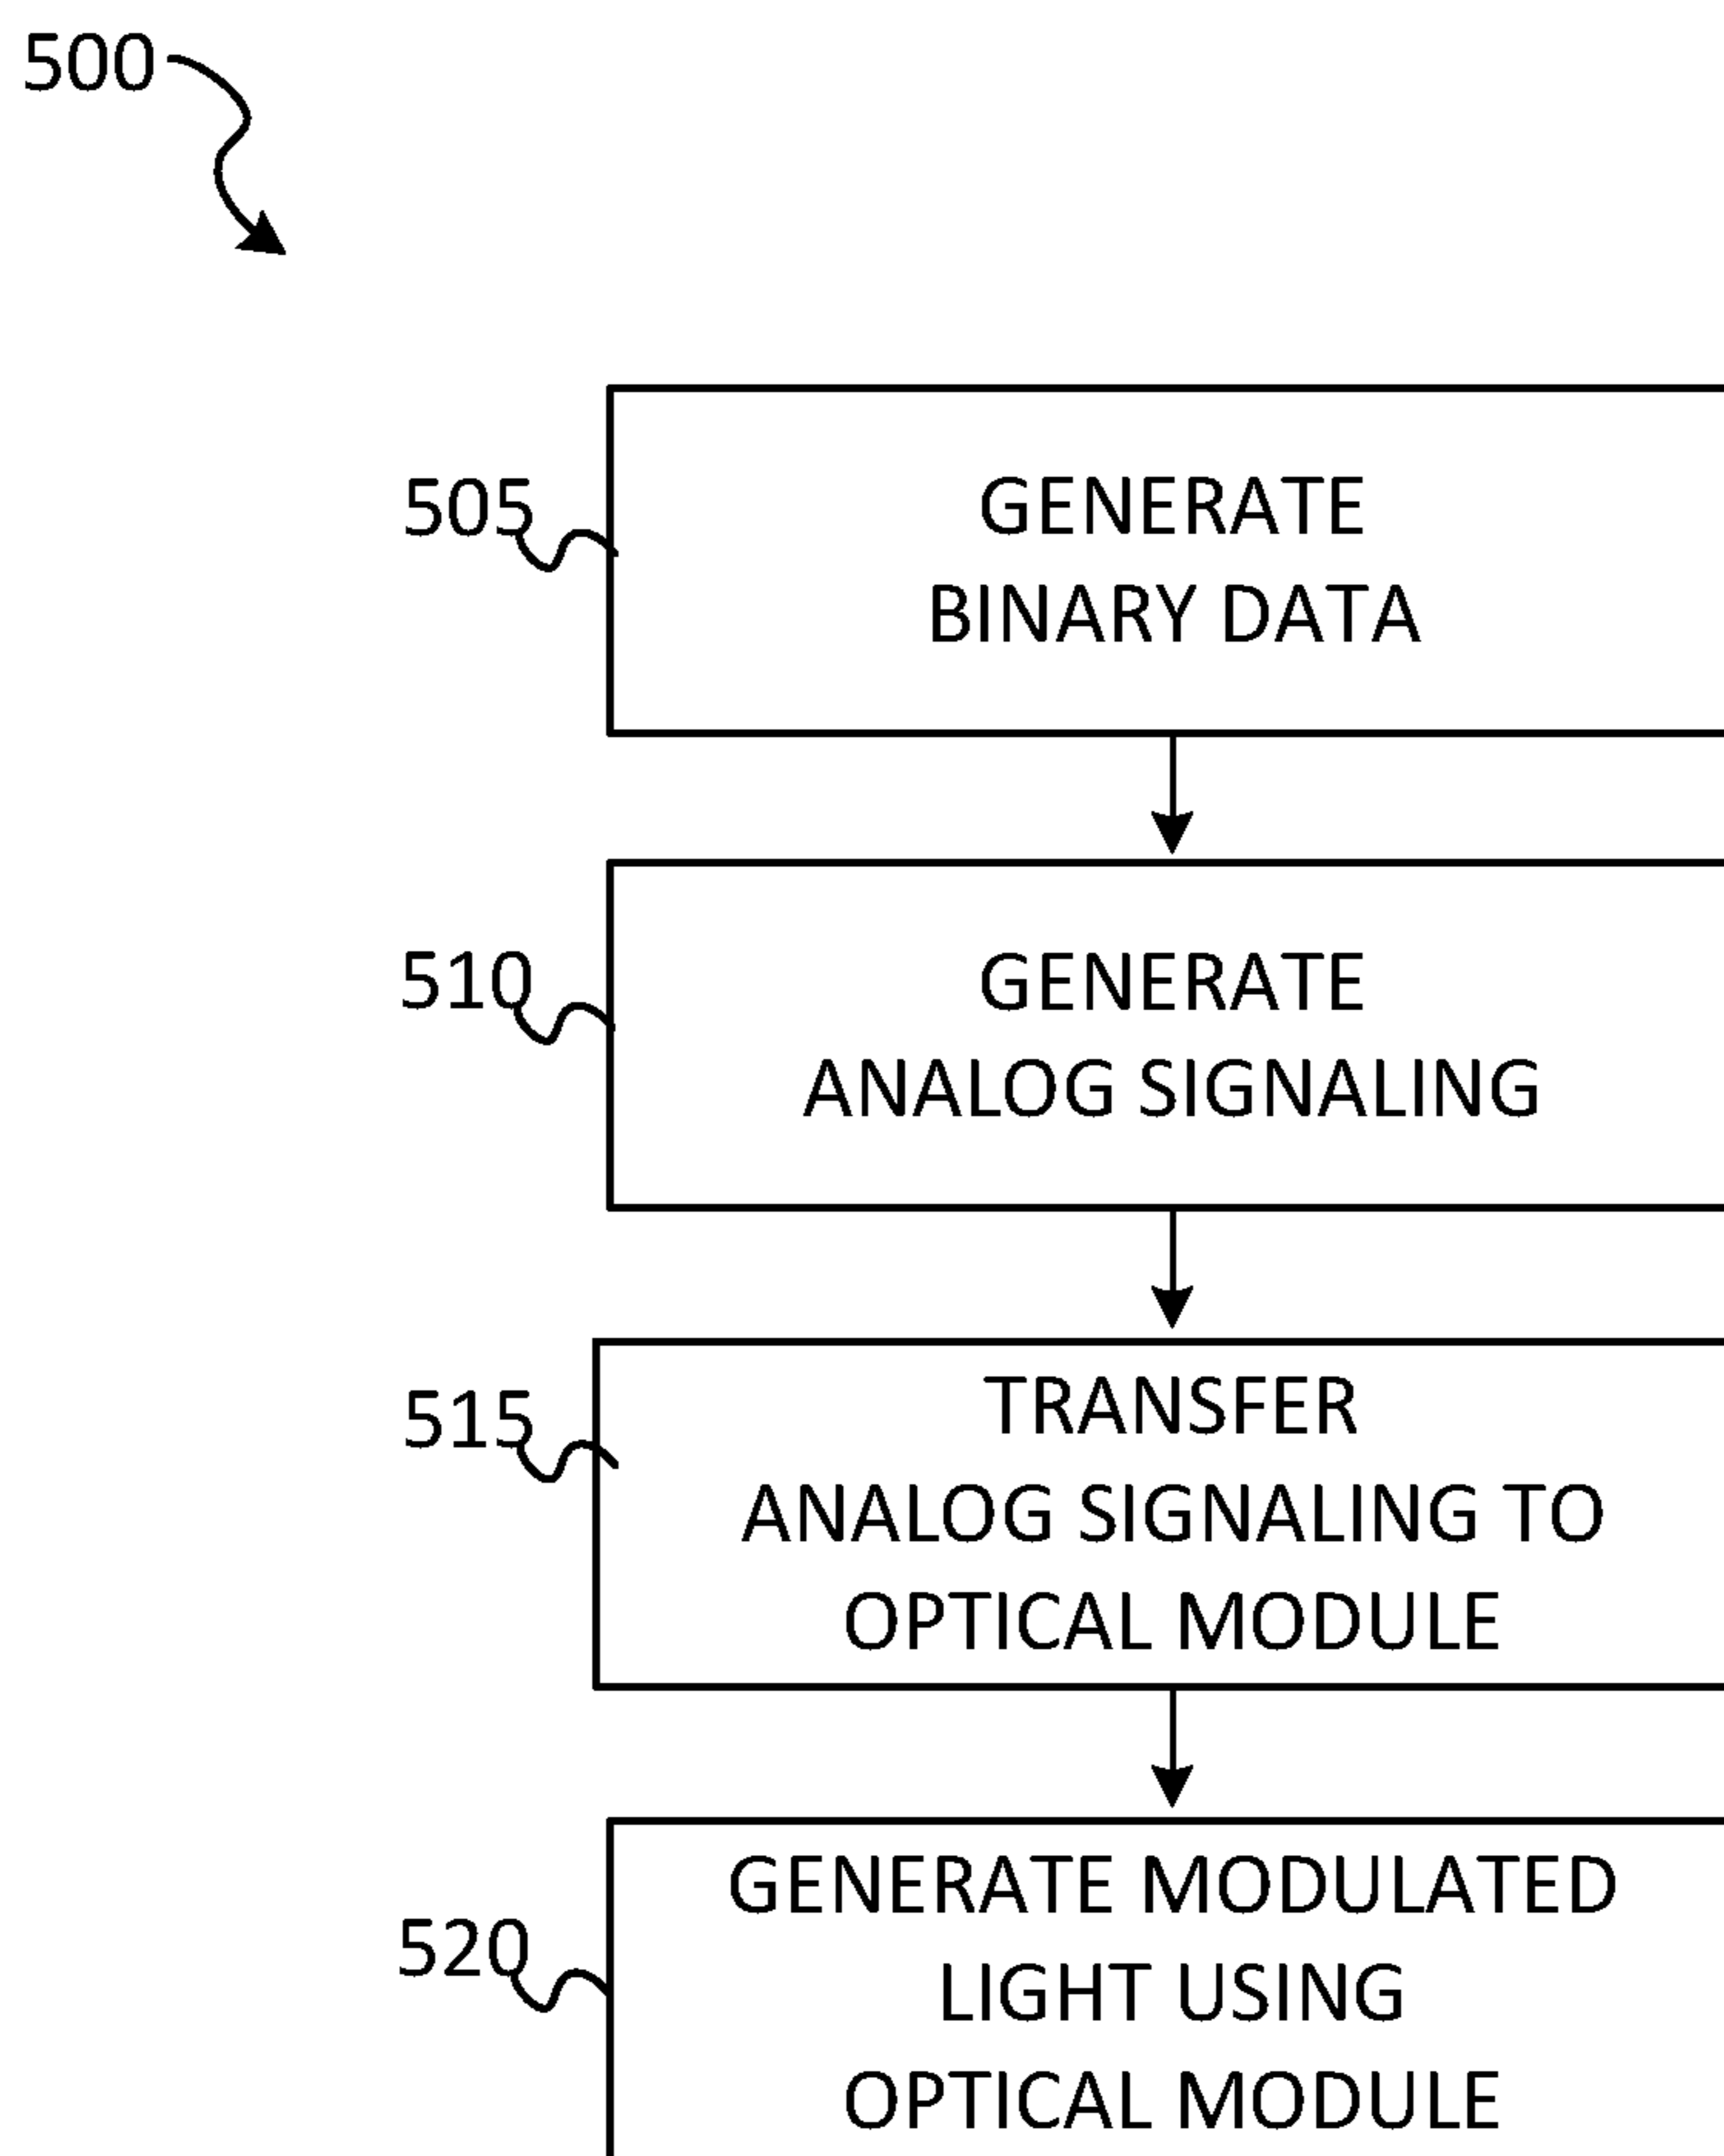 500
505
GENERATE
BINARY DATA
510
GENERATE
ANALOG SIGNALING
515
TRANSFER
ANALOG SIGNALING TO
OPTICAL MODULE
520
GENERATE MODULATED
LIGHT USING
OPTICAL MODULE